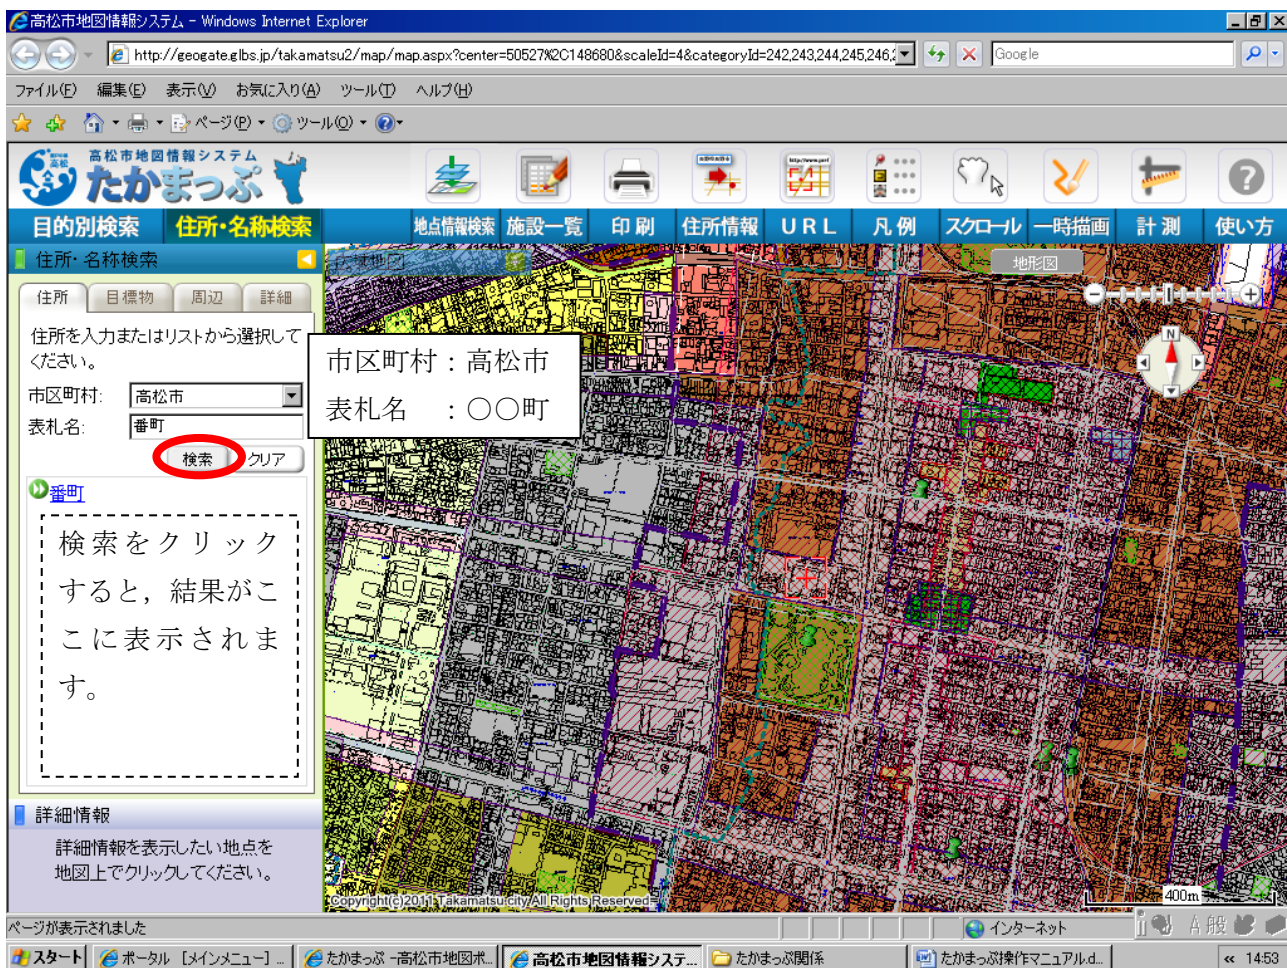 高松市地図情報システム - Windows Internet Explorer
http://geogate.glbs.jp/takamatsu2/map/map.aspx?center=50527%2C148680&scaleId=4&categoryId=242,243,244,245,246,
Google
ファイル(F) 編集(E) 表示(V) お気に入り(A) ツール(T) ヘルプ(H)
ページ(P) ツール(O)
高松市地図情報システム
たかまつぷ
目的別検索 住所・名称検索 地点情報検索 施設一覧 印刷 住所情報 URL 凡例 スクロール 一時描画 計測 使い方
住所・名称検索
地形図
住所 目標物 周辺 詳細
住所を入力またはリストから選択して
ください。
市区町村: 高松市
表札名: 番町
検索 クリア
市区町村：高松市
表札名 ：○○町
N
番町
検索をクリック
すると，結果がこ
こに表示されま
す。
詳細情報
詳細情報を表示したい地点を
地図上でクリックしてください。
Copyright(c)2011 Takamatsu.city All Rights Reserved
400m
ページが表示されました
インターネット
A 般
スタート ポータル [メインメニュー] ... たかまっぷ -高松市地図ポ... 高松市地図情報システ... たかまっぷ関係 たかまっぷ操作マニュアル.d... 14:53